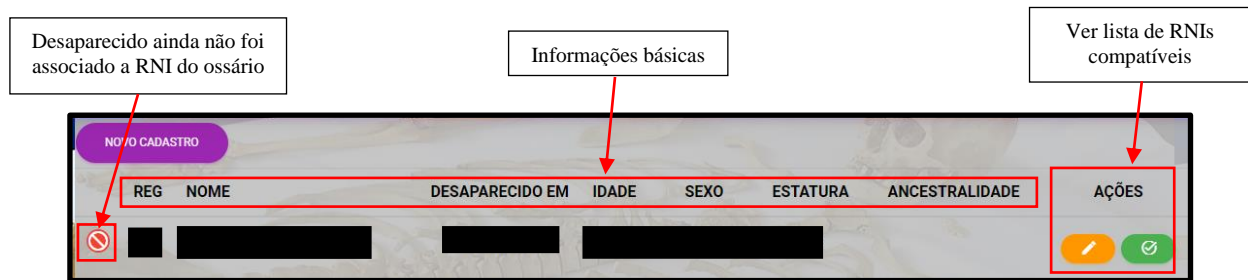 Desaparecido ainda não foi
associado a RNI do ossário
Informações básicas
Ver lista de RNIs
compatíveis
NOVO CADASTRO
REG NOME DESAPARECIDO EM IDADE SEXO ESTATURA ANCESTRALIDADE AÇÕES